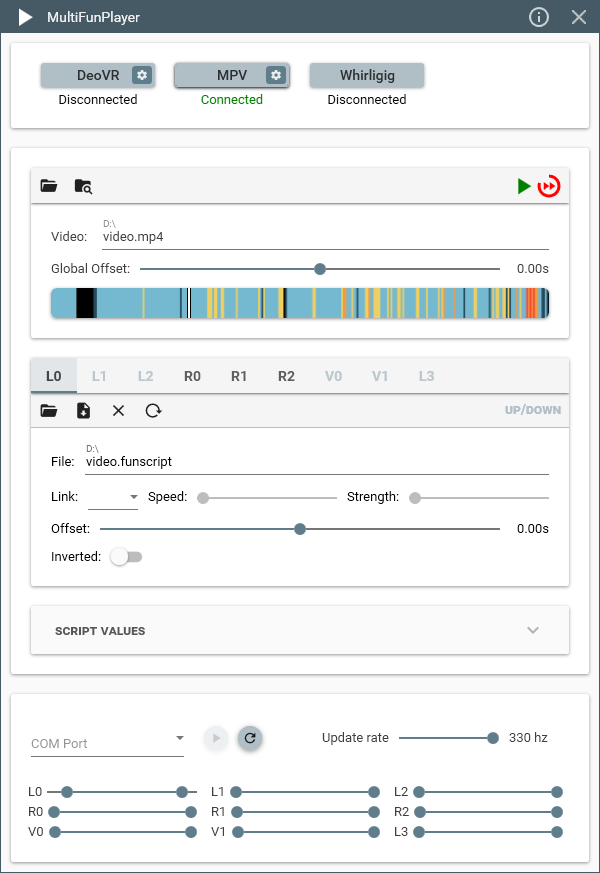 MultiFunPlayer
DeoVR MPV Whirligig
Disconnected Connected Disconnected
D:\
Video: video.mp4
Global Offset: 0.00s
L0 L1 L2 R0 R1 R2 V0 V1 L3
UP/DOWN
D:\
File: video.funscript
Link: Speed: Strength:
Offset: 0.00s
Inverted:
SCRIPT VALUES
COM Port Update rate 330 hz
L0 L1 L2
R0 R1 R2
V0 V1 L3